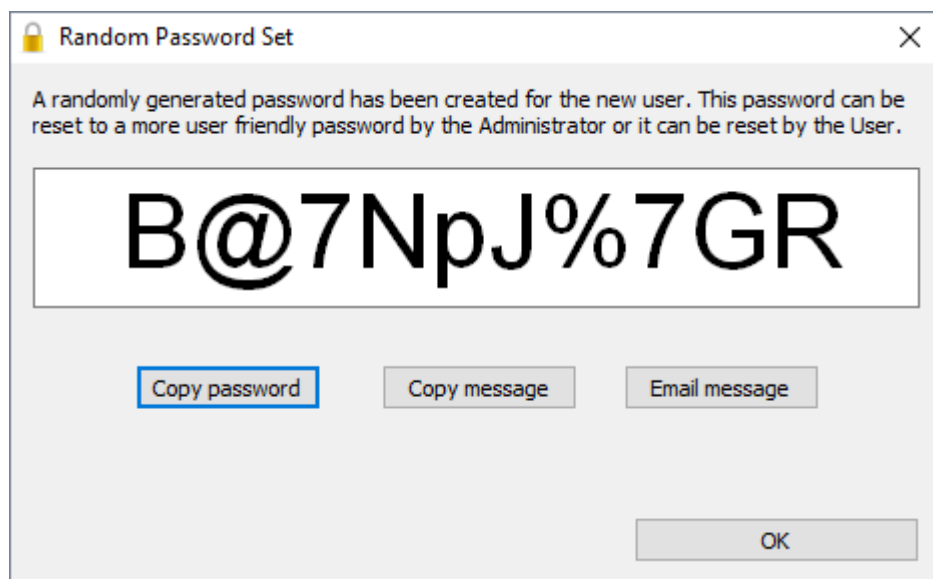 Random Password Set
A randomly generated password has been created for the new user. This password can be
reset to a more user friendly password by the Administrator or it can be reset by the User.
B@7NpJ%7GR
Copy password Copy message Email message
OK